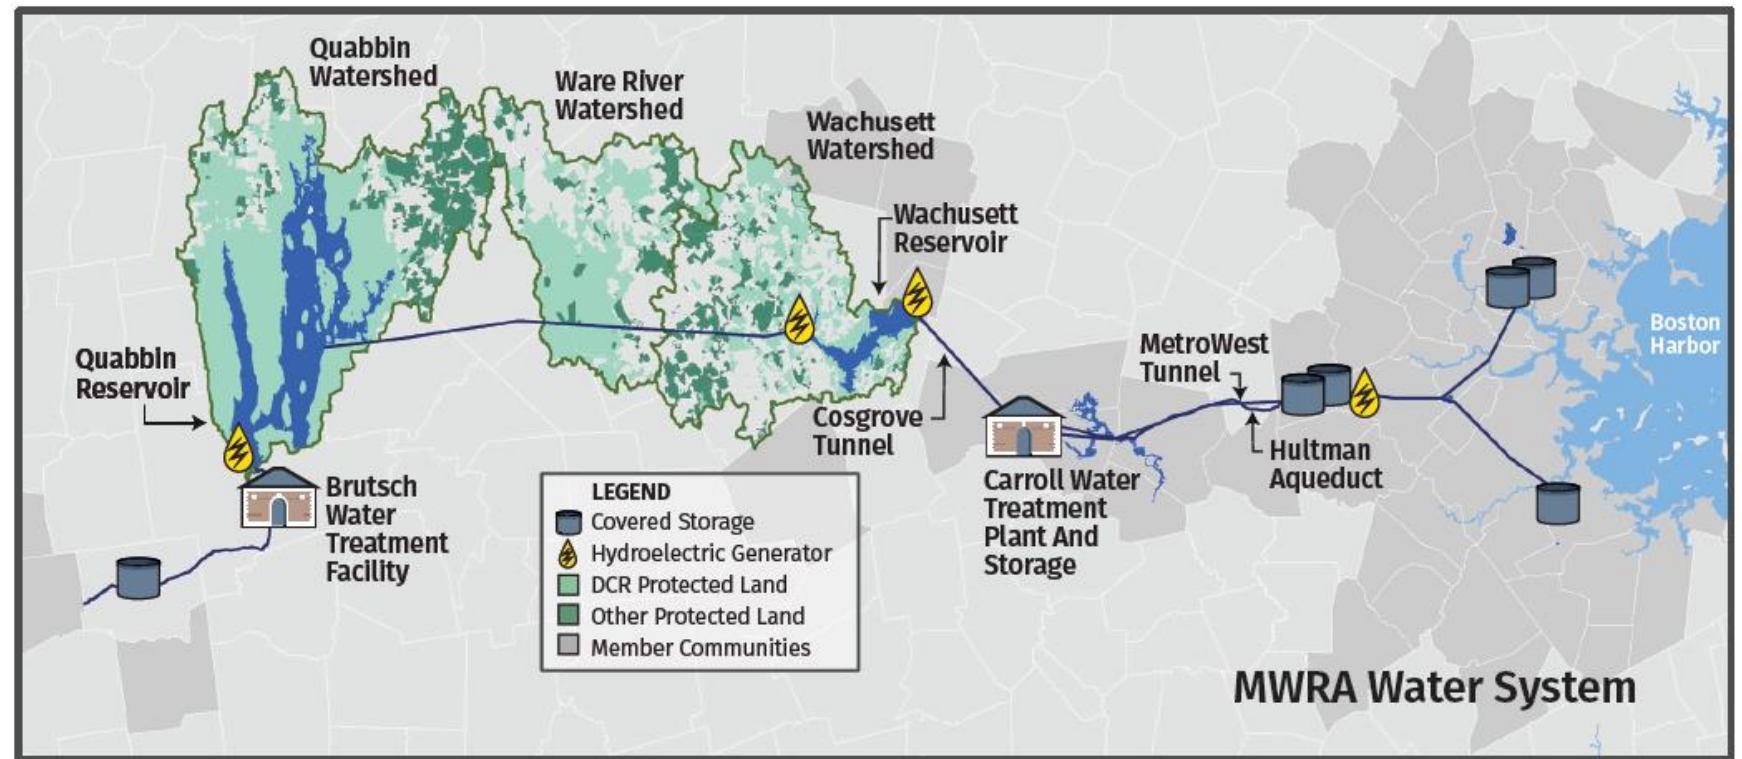 Quabbin
Watershed
Ware River
Watershed
Wachusett
Watershed
Wachusett
Reservoir
Quabbin
Reservoir
Cosgrove
Tunnel
MetroWest
Tunnel
Hultman
Aqueduct
Boston
Harbor
Brutsch
Water
Treatment
Facility
Carroll Water
Treatment
Plant And
Storage
LEGEND
Covered Storage
Hydroelectric Generator
DCR Protected Land
Other Protected Land
Member Communities
MWRA Water System